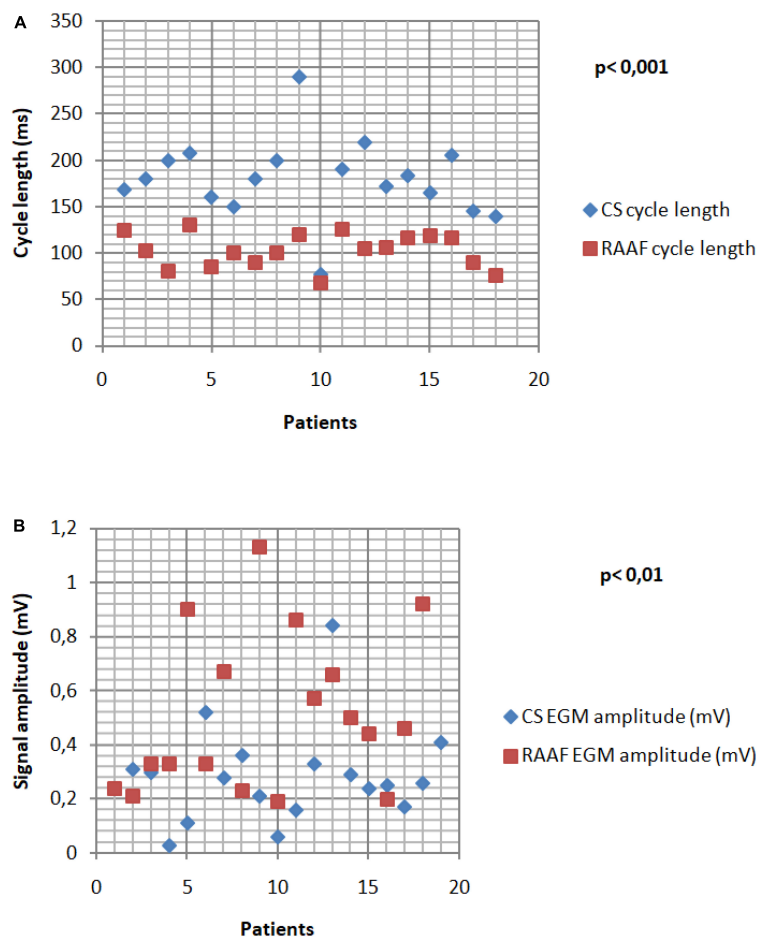 A
350
300
250
200
150
100
50
0
Cycle length (ms)
0 5 10 15 20
Patients
p< 0,001
CS cycle length
RAAF cycle length
B
1,2
1
0,8
0,6
0,4
0,2
0
Signal amplitude (mV)
0 5 10 15 20
Patients
p< 0,01
CS EGM amplitude (mV)
RAAF EGM amplitude (mV)